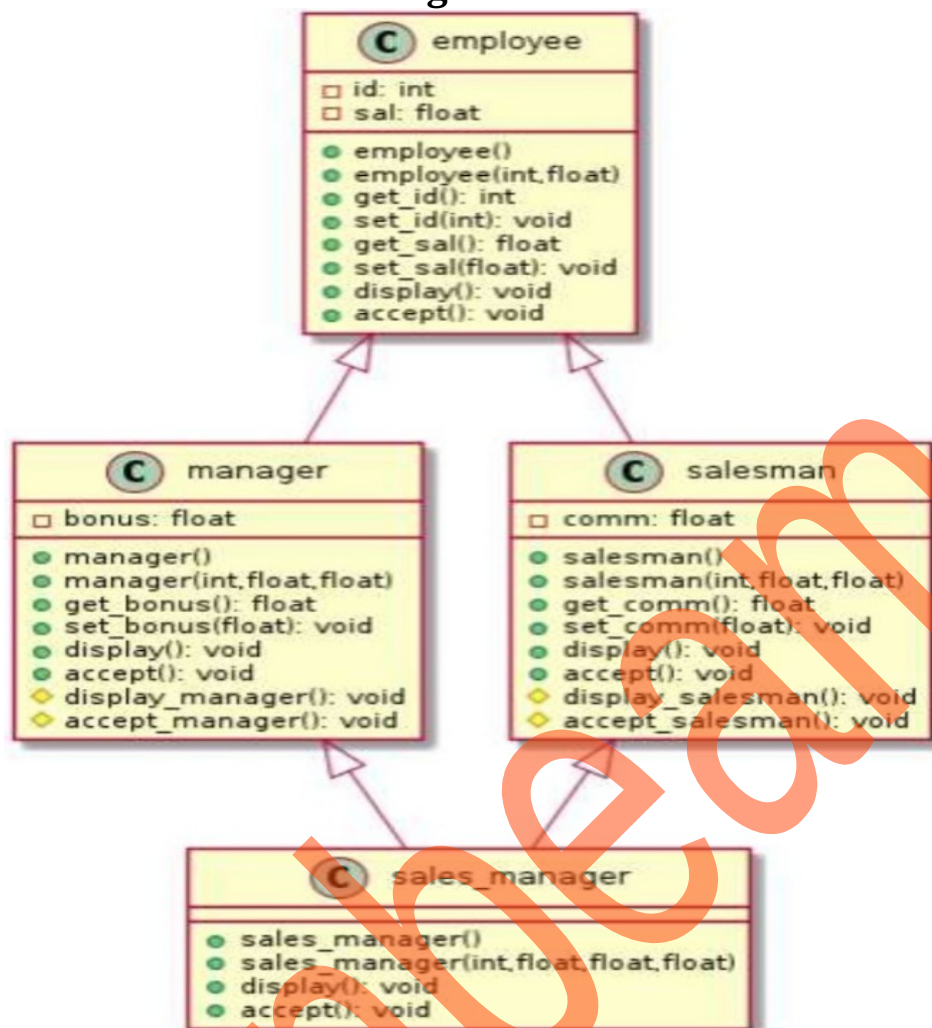 C employee
id: int
sal: float
employee()
employee(int,float)
get_id(): int
set_id(int): void
get_sal(): float
set_sal(float): void
display(): void
accept(): void
C manager
bonus: float
manager()
manager(int,float,float)
get_bonus(): float
set_bonus(float): void
display(): void
accept(): void
display_manager(): void
accept_manager(): void
C salesman
comm: float
salesman()
salesman(int,float,float)
get_comm(): float
set_comm(float): void
display(): void
accept(): void
display_salesman(): void
accept_salesman(): void
C sales_manager
sales_manager()
sales_manager(int,float,float,float)
display(): void
accept(): void